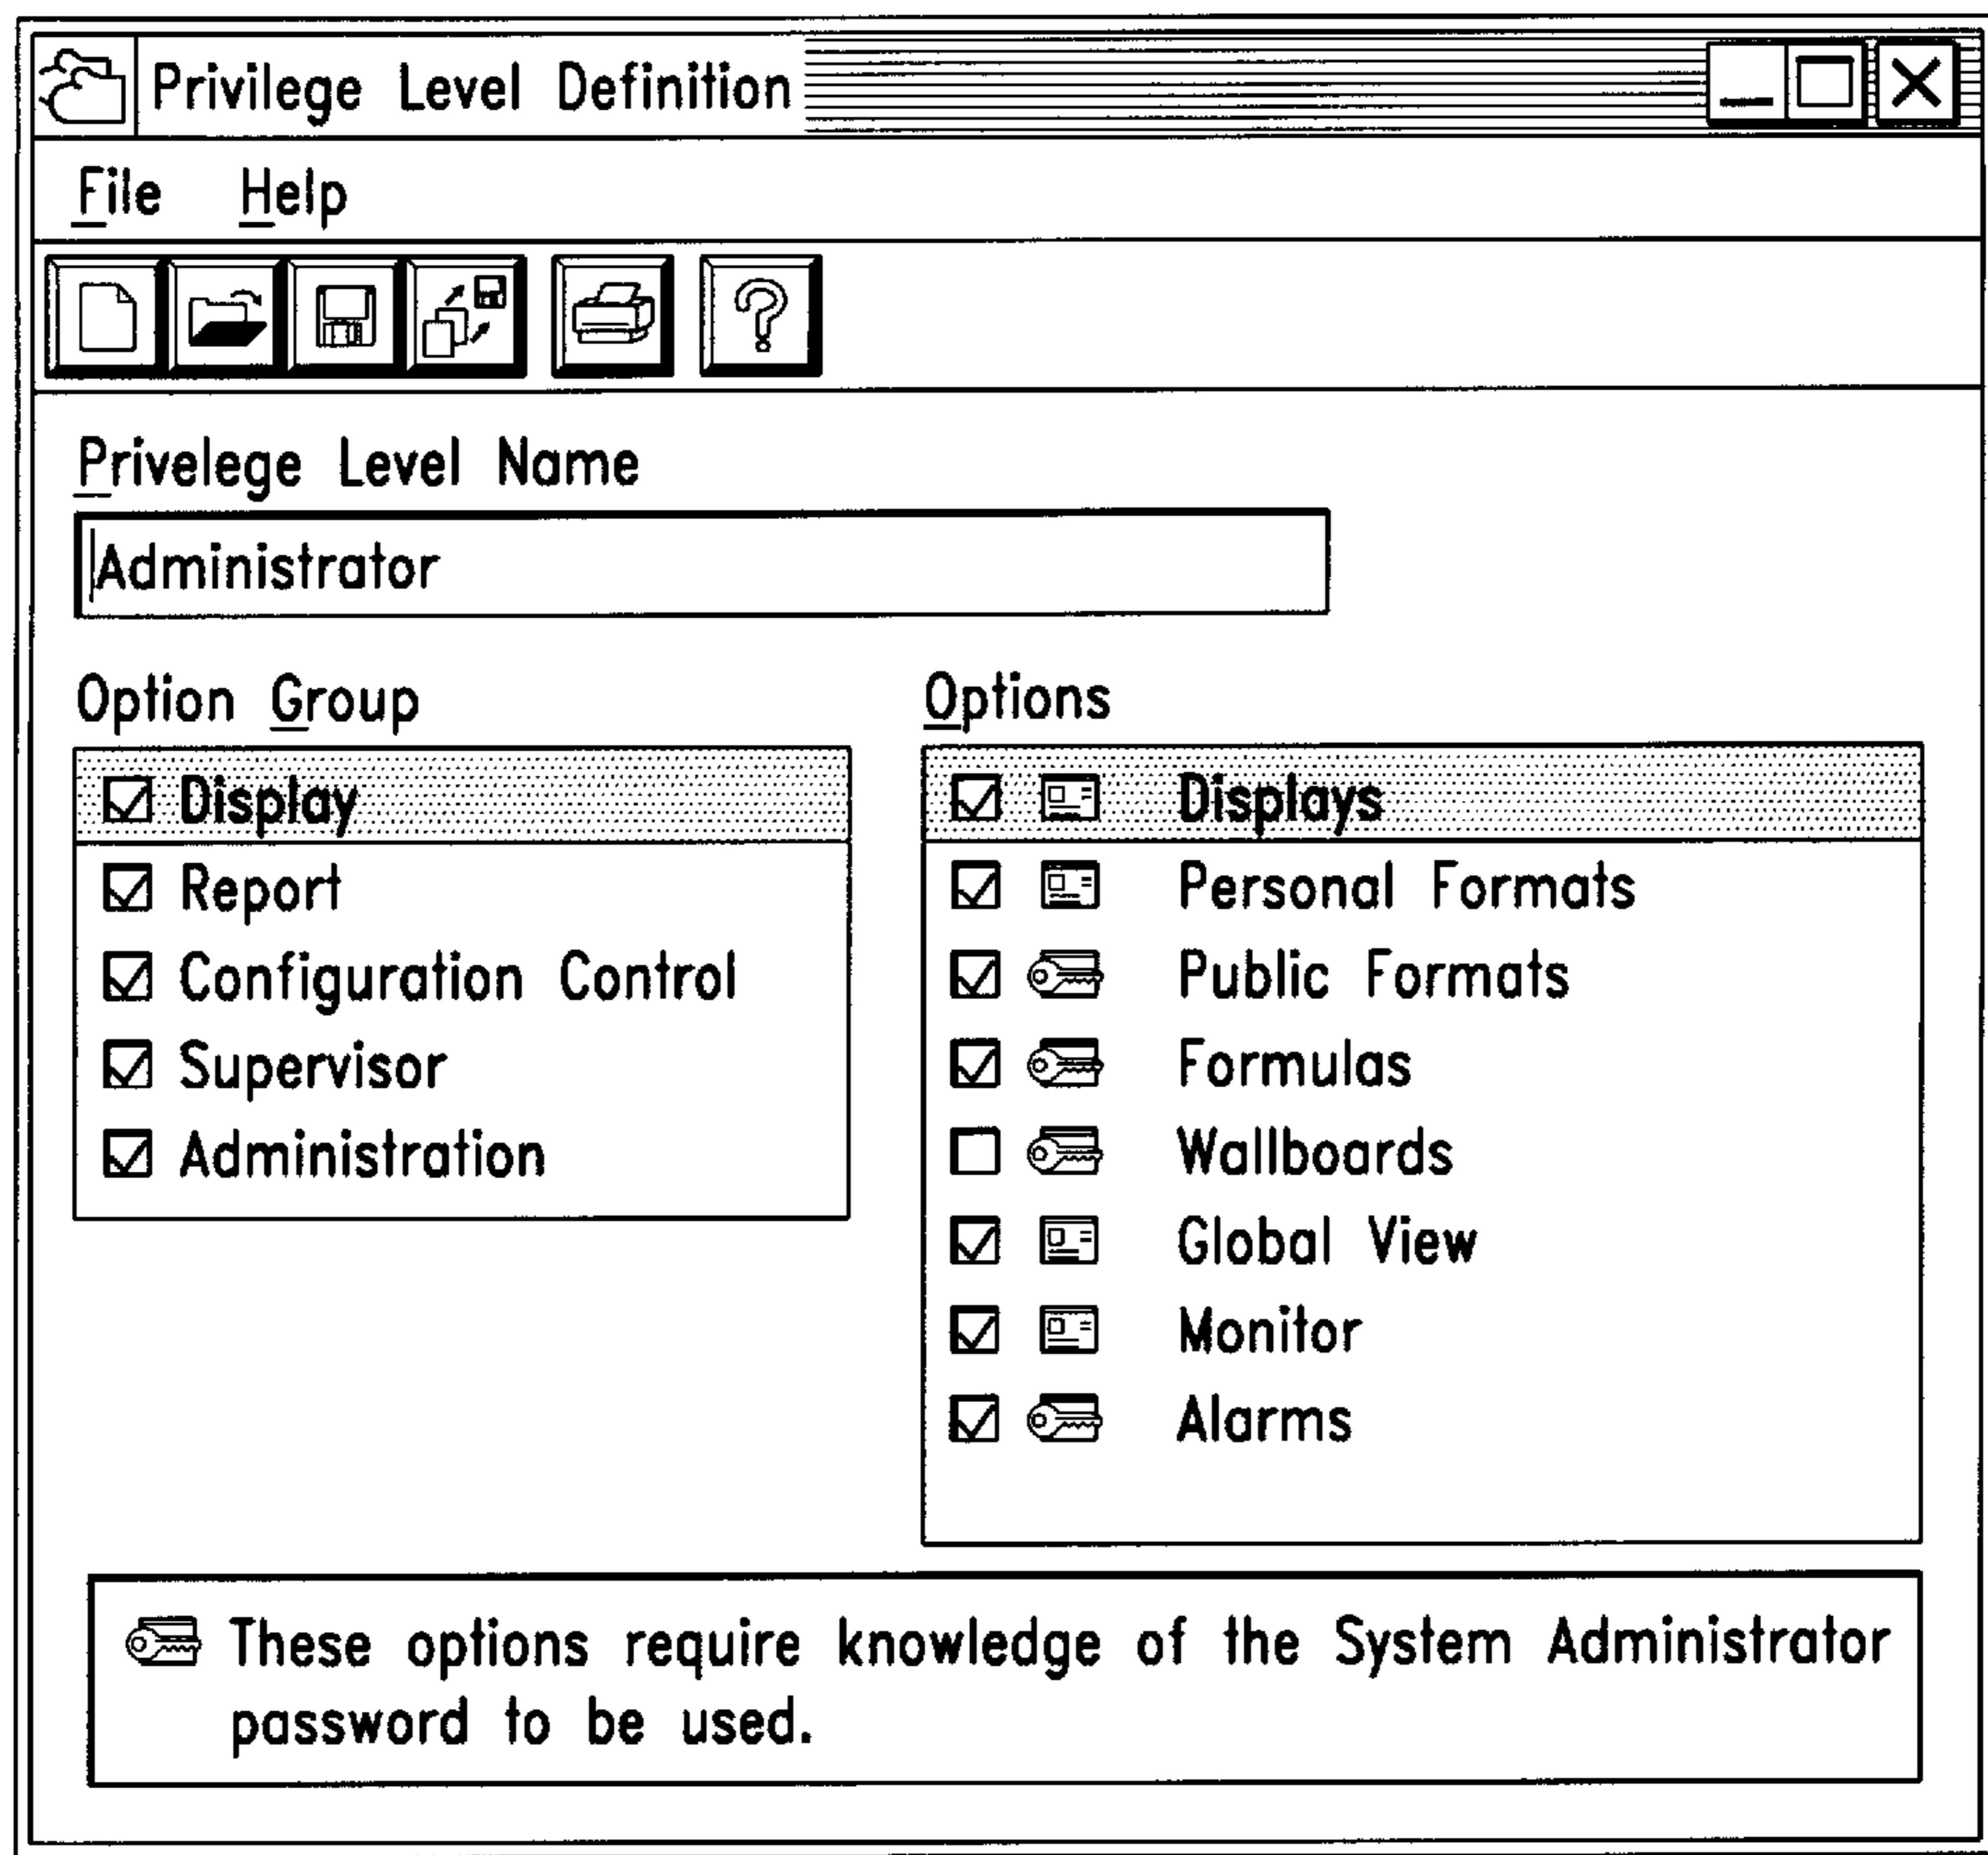 Privilege Level Definition
File Help
Privelege Level Name
Administrator
Option Group
Display
Report
Configuration Control
Supervisor
Administration
Options
Displays
Personal Formats
Public Formats
Formulas
Wallboards
Global View
Monitor
Alarms
These options require knowledge of the System Administrator
password to be used.